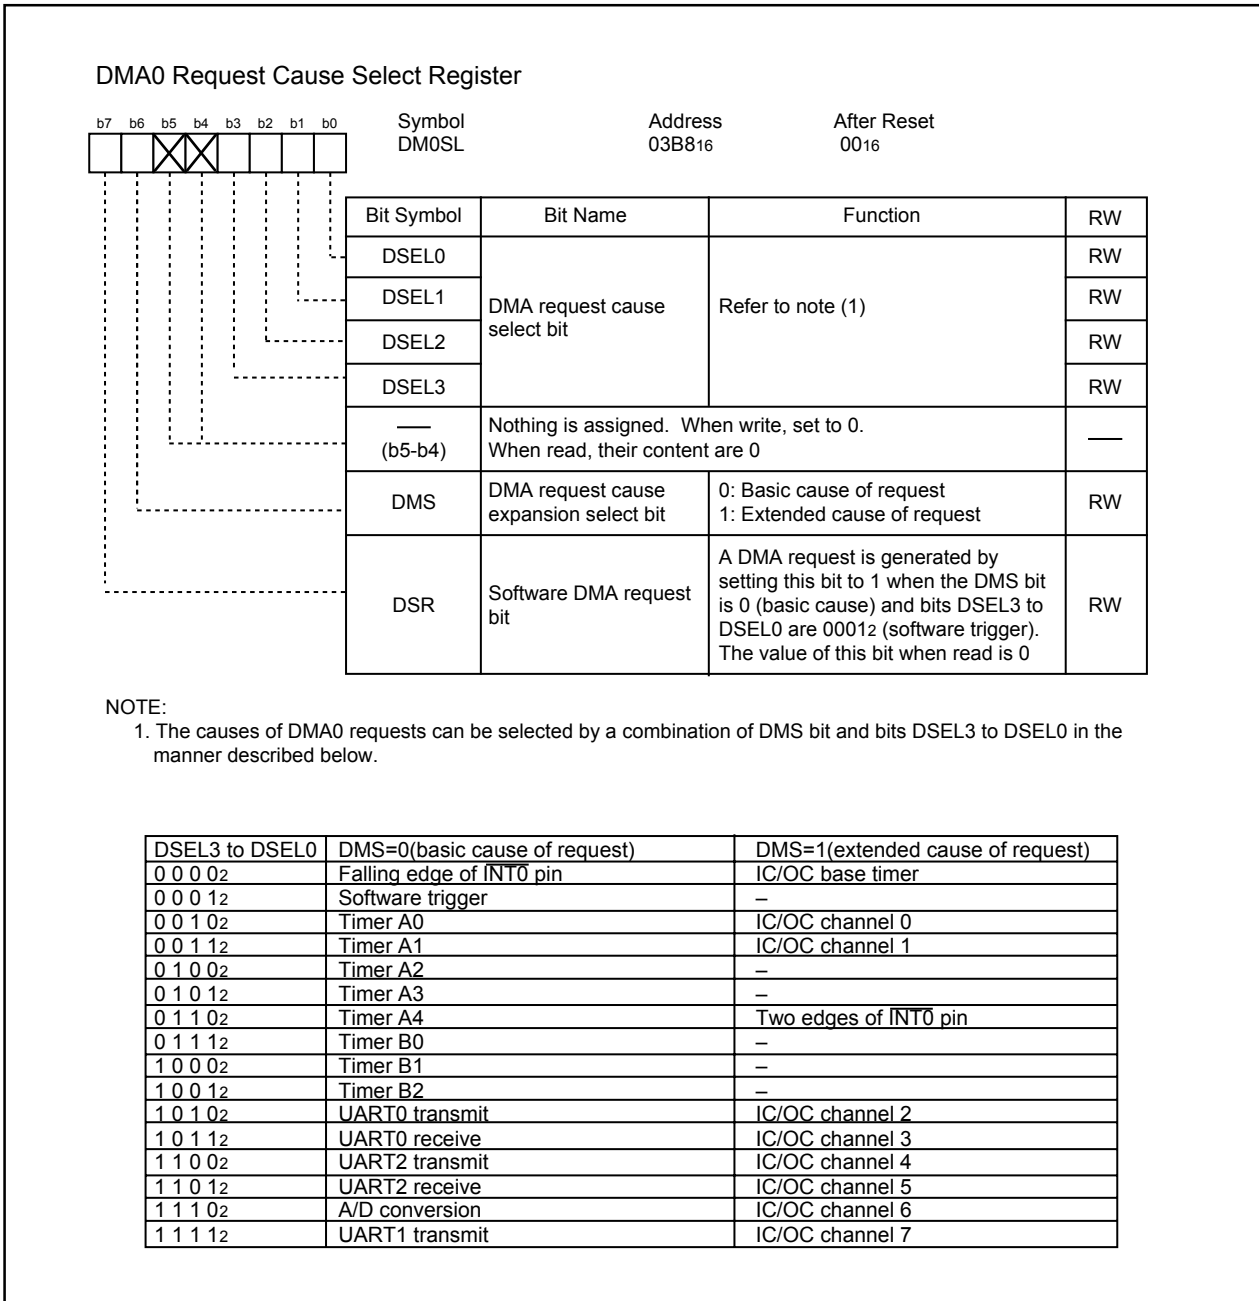 DMA0 Request Cause Select Register
b7 b6 b5 b4 b3 b2 b1 b0
Symbol Address After Reset
DM0SL 03B816 0016
Bit Symbol Bit Name Function RW
DSEL0 RW
DSEL1 RW
DMA request cause Refer to note (1)
select bit
DSEL2 RW
DSEL3 RW
— Nothing is assigned. When write, set to 0. —
(b5-b4) When read, their content are 0
DMA request cause 0: Basic cause of request
DMS RW
expansion select bit 1: Extended cause of request
A DMA request is generated by
setting this bit to 1 when the DMS bit
DSR Software DMA request is 0 (basic cause) and bits DSEL3 to RW
bit DSEL0 are 00012 (software trigger).
The value of this bit when read is 0
NOTE:
1. The causes of DMA0 requests can be selected by a combination of DMS bit and bits DSEL3 to DSEL0 in the
manner described below.
DSEL3 to DSEL0 DMS=0(basic cause of request) DMS=1(extended cause of request)
0 0 0 02 Falling edge of INT0 pin IC/OC base timer
0 0 0 12 Software trigger –
0 0 1 02 Timer A0 IC/OC channel 0
0 0 1 12 Timer A1 IC/OC channel 1
0 1 0 02 Timer A2 –
0 1 0 12 Timer A3 –
0 1 1 02 Timer A4 Two edges of INT0 pin
0 1 1 12 Timer B0 –
1 0 0 02 Timer B1 –
1 0 0 12 Timer B2 –
1 0 1 02 UART0 transmit IC/OC channel 2
1 0 1 12 UART0 receive IC/OC channel 3
1 1 0 02 UART2 transmit IC/OC channel 4
1 1 0 12 UART2 receive IC/OC channel 5
1 1 1 02 A/D conversion IC/OC channel 6
1 1 1 12 UART1 transmit IC/OC channel 7